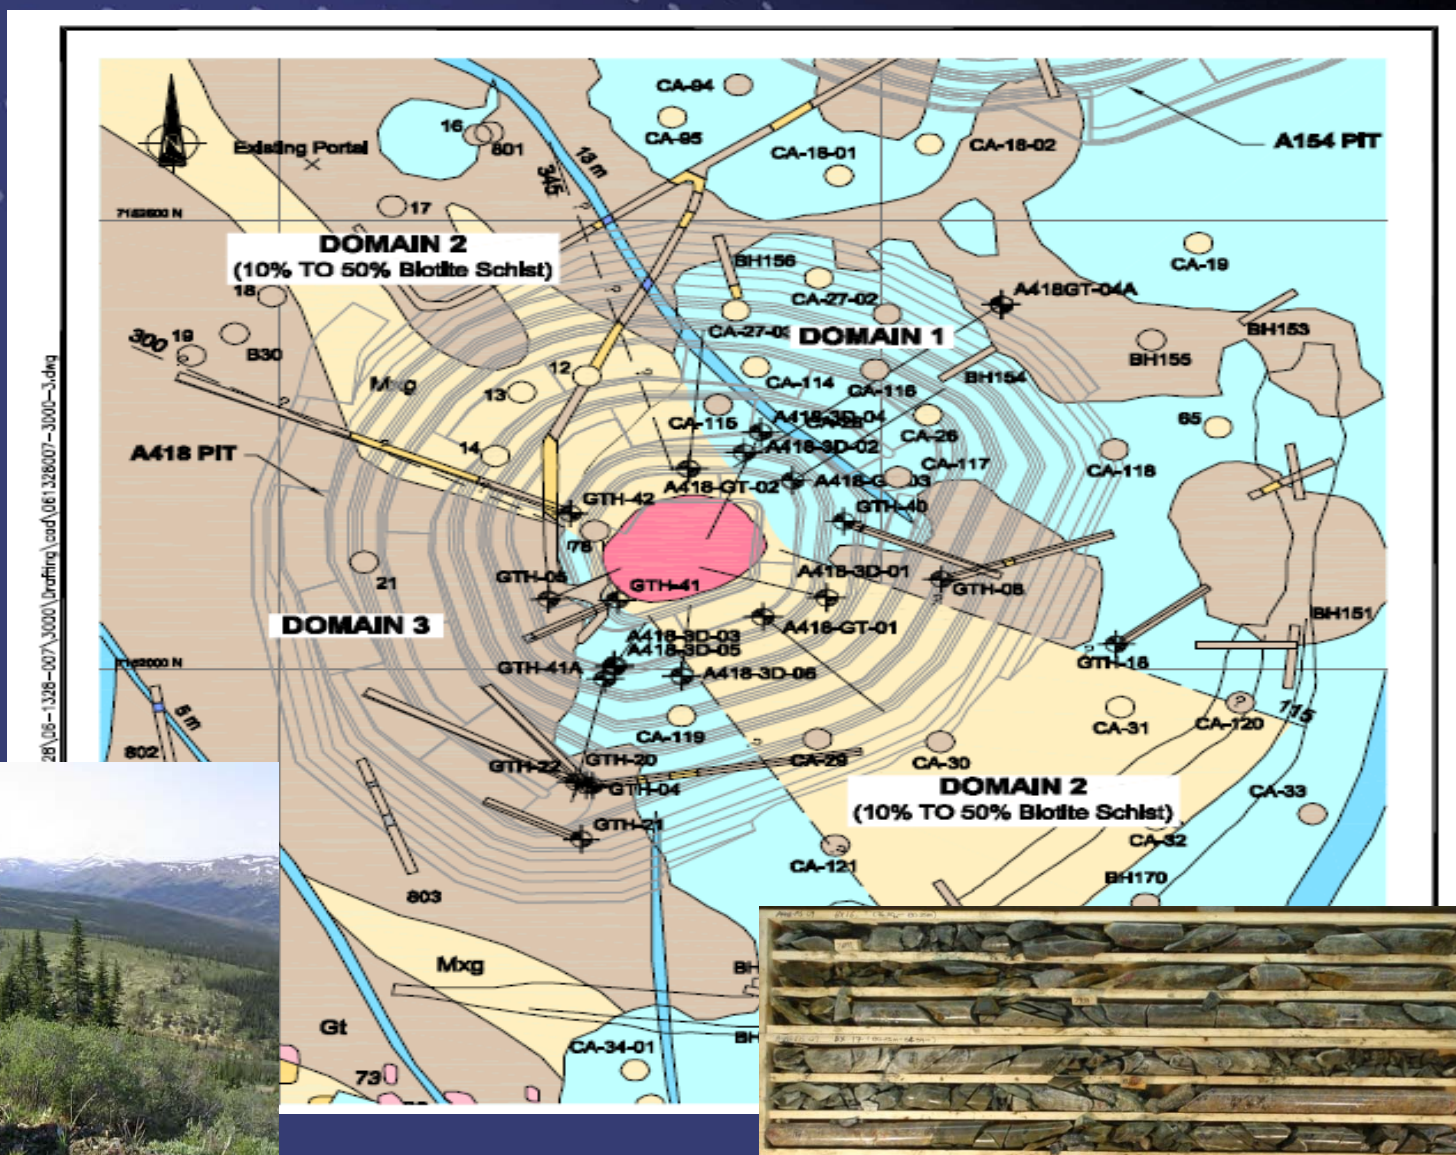 CA-94
CA-95
16
801
13 m
345
CA-18-01
CA-18-02
A154 PIT
Existing Portal
17
DOMAIN 2
(10% TO 50% Biotite Schist)
BH156
CA-19
18
CA-27-02
A418GT-04A
DOMAIN 1
BH153
300
19
B30
BH155
12
CA-114
BH154
Mxg
13
CA-116
CA-115
A418-3D-04
65
14
A418-3D-02
CA-26
A418 PIT
CA-117
CA-118
A418-GT-02
GTH-42
GTH-40
76
GTH-05
A418-3D-01
21
GTH-41
GTH-08
BH151
A418-GT-01
DOMAIN 3
A418-3D-03
A418-3D-05
GTH-41A
A418-3D-06
GTH-18
5 m
CA-31
CA-120
115
802
CA-119
GTH-22
GTH-20
CA-29
CA-30
GTH-04
DOMAIN 2
(10% TO 50% Biotite Schist)
CA-33
GTH-21
CA-32
CA-121
BH170
803
Mxg
BH
Gt
BH
CA-34-01
73